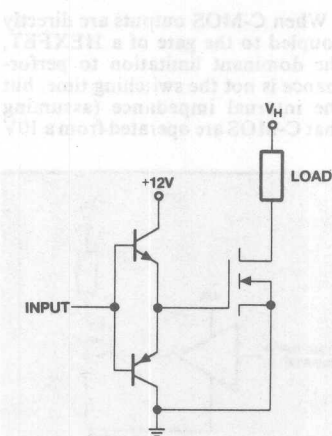 When C-MOS outputs are directly
coupled to the gate of a HEXFET,
the dominant limitation to perfor-
mance is not the switching time, but
the internal impedance (assuming
that C-MOS are operated from a 10V
VH
LOAD
+12V
INPUT